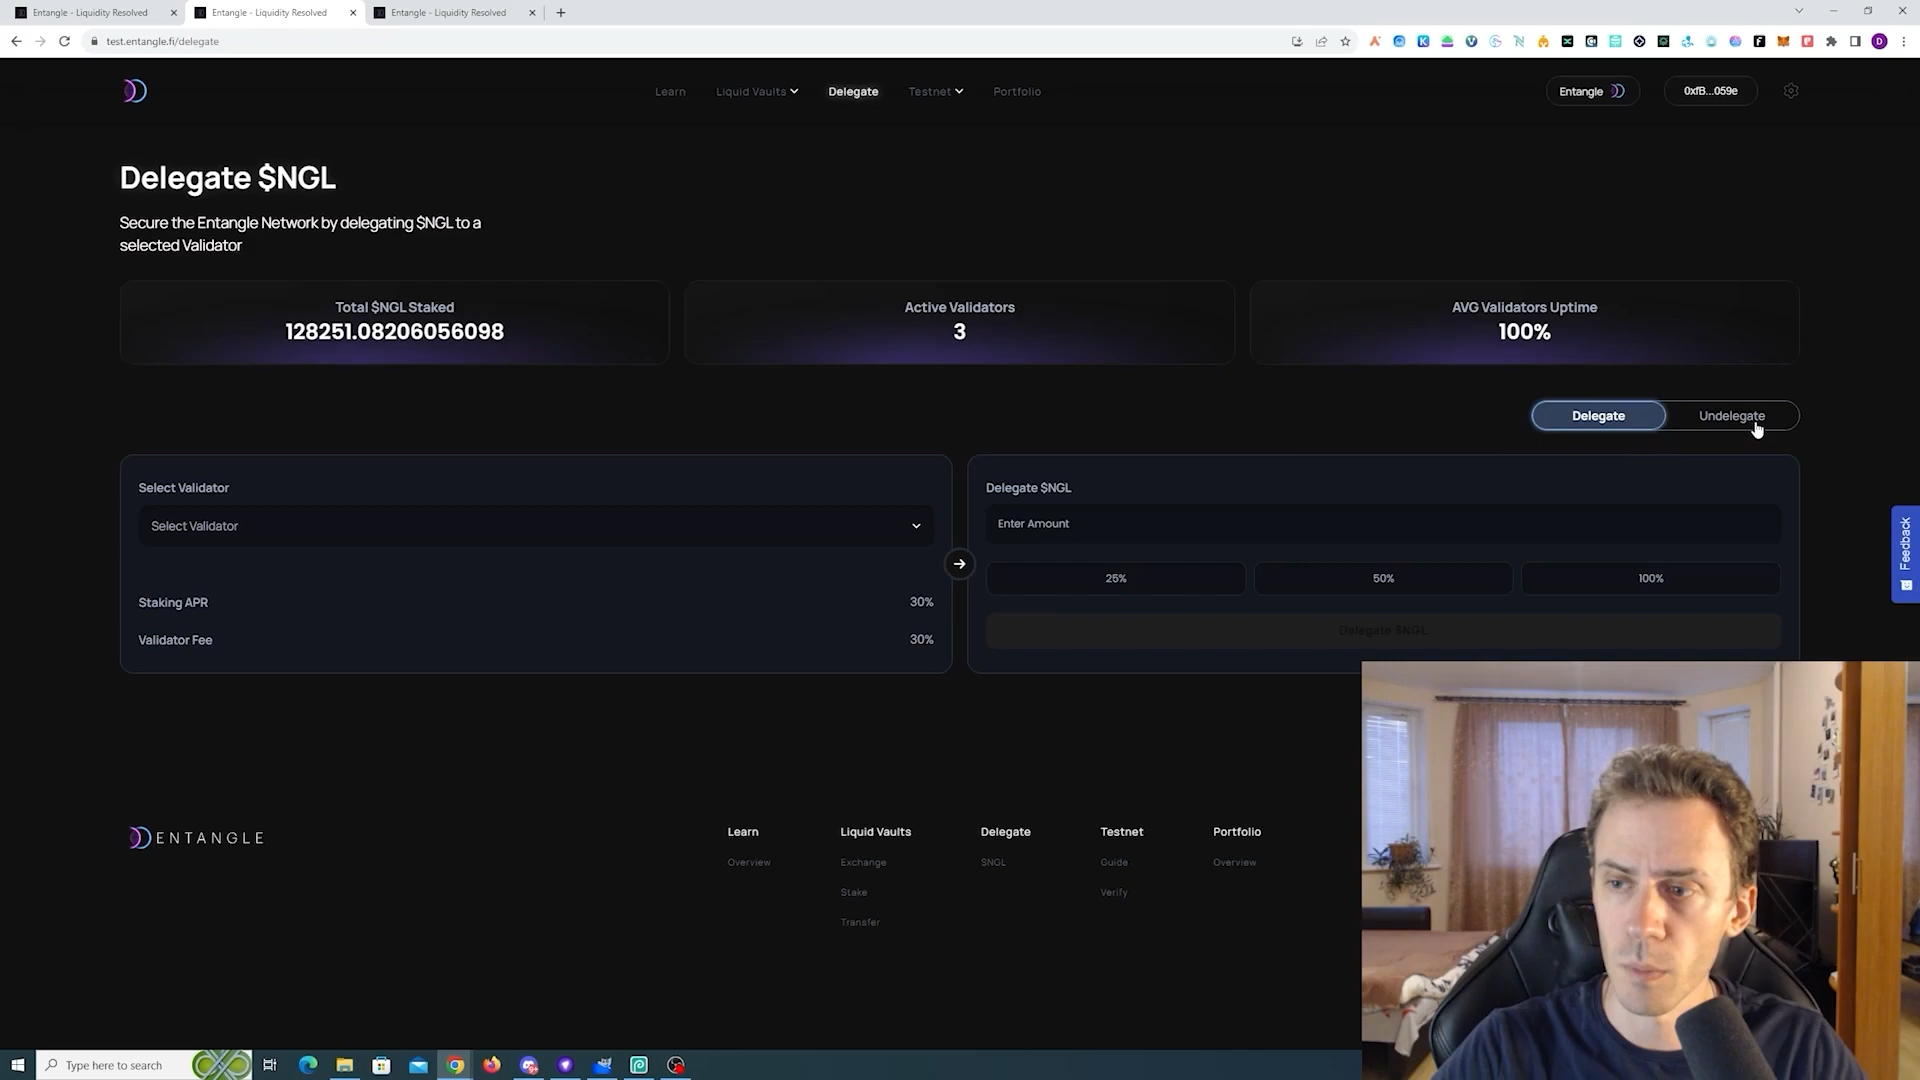 Entangle - Liquidity Resolved
Entangle - Liquidity Resolved
Entangle - Liquidity Resolved
test.entangle.fi/delegate
Learn
Liquid Vaults
Delegate
Testnet
Portfolio
Entangle
0xfB...059e
Delegate $NGL
Secure the Entangle Network by delegating $NGL to a
selected Validator
Total $NGL Staked
128251.08206056098
Active Validators
3
AVG Validators Uptime
100%
Delegate
Undelegate
Select Validator
Select Validator
Staking APR
30%
Validator Fee
30%
Delegate $NGL
Enter Amount
25%
50%
100%
Delegate $NGL
Feedback
ENTANGLE
Learn
Overview
Liquid Vaults
Exchange
Stake
Transfer
Delegate
$NGL
Testnet
Guide
Verify
Portfolio
Overview
Type here to search